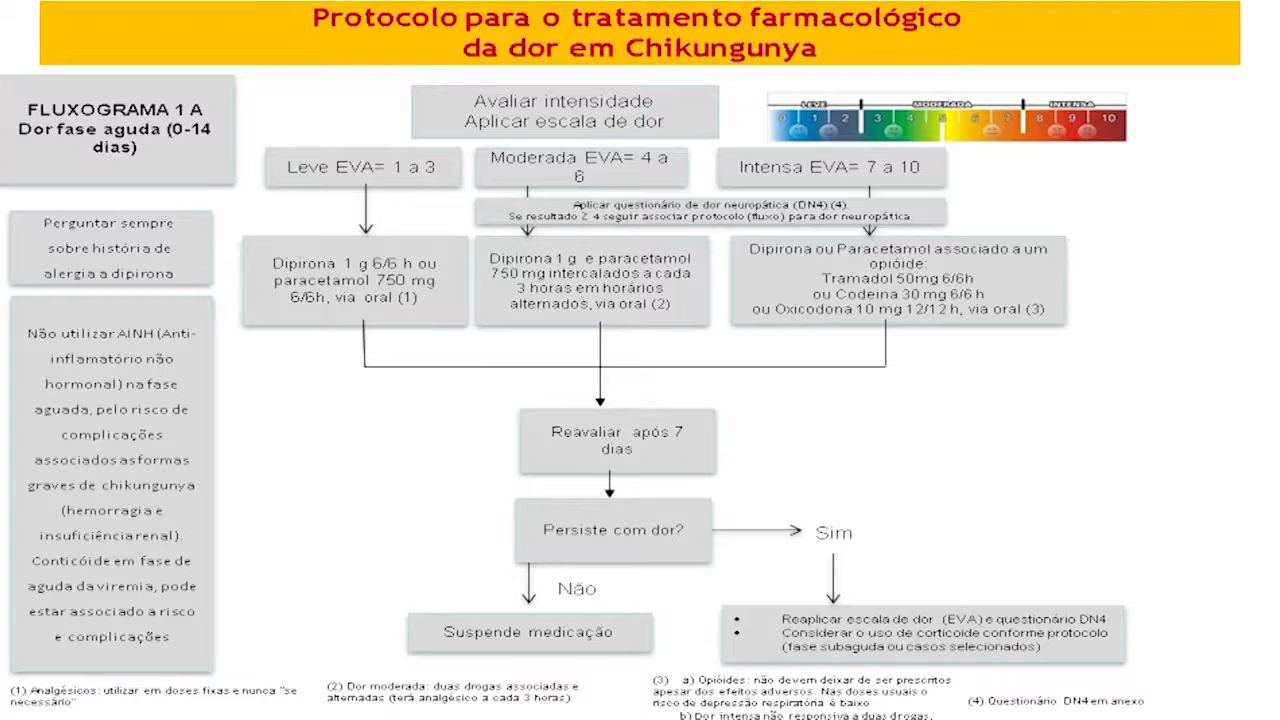 Protocolo para o tratamento farmacológico
da dor em Chikungunya
FLUXOGRAMA 1 A
Dor fase aguda (0-14
dias)
Avaliar intensidade
Aplicar escala de dor
LEVE MODERADA INTENSA
0 1 2 3 4 5 6 7 8 9 10
Leve EVA= 1 a 3
Moderada EVA= 4 a
6
Intensa EVA= 7 a 10
Aplicar questionário de dor neuropática (DN4) (4).
Se resultado ≥ 4 seguir associar protocolo (fluxo) para dor neuropática
Perguntar sempre
sobre história de
alergia a dipirona
Dipirona 1 g 6/6 h ou
paracetamol 750 mg
6/6h, via oral (1)
Dipirona 1 g e paracetamol
750 mg intercalados a cada
3 horas em horários
alternados, via oral (2)
Dipirona ou Paracetamol associado a um
opióide:
Tramadol 50mg 6/6h
ou Codeina 30 mg 6/6 h
ou Oxicodona 10 mg 12/12 h, via oral (3)
Não utilizar AINH (Anti-
inflamatório não
hormonal) na fase
aguada, pelo risco de
complicações
associados as formas
graves de chikungunya
(hemorragia e
insuficiência renal).
Conticóide em fase de
aguda da viremia, pode
estar associado a risco
e complicações
Reavaliar após 7
dias
Persiste com dor?
Sim
Não
Suspende medicação
• Reaplicar escala de dor (EVA) e questionário DN4
• Considerar o uso de corticoide conforme protocolo
(fase subaguda ou casos selecionados)
(1) Analgésicos: utilizar em doses fixas e nunca "se
necessário"
(2) Dor moderada: duas drogas associadas e
alternadas (terá analgésico a cada 3 horas)
(3) a) Opióides: não devem deixar de ser prescritos
apesar dos efeitos adversos. Nas doses usuais o
risco de depressão respiratória é baixo
b) Dor intensa não responsiva a duas drogas,
(4) Questionário DN4 em anexo